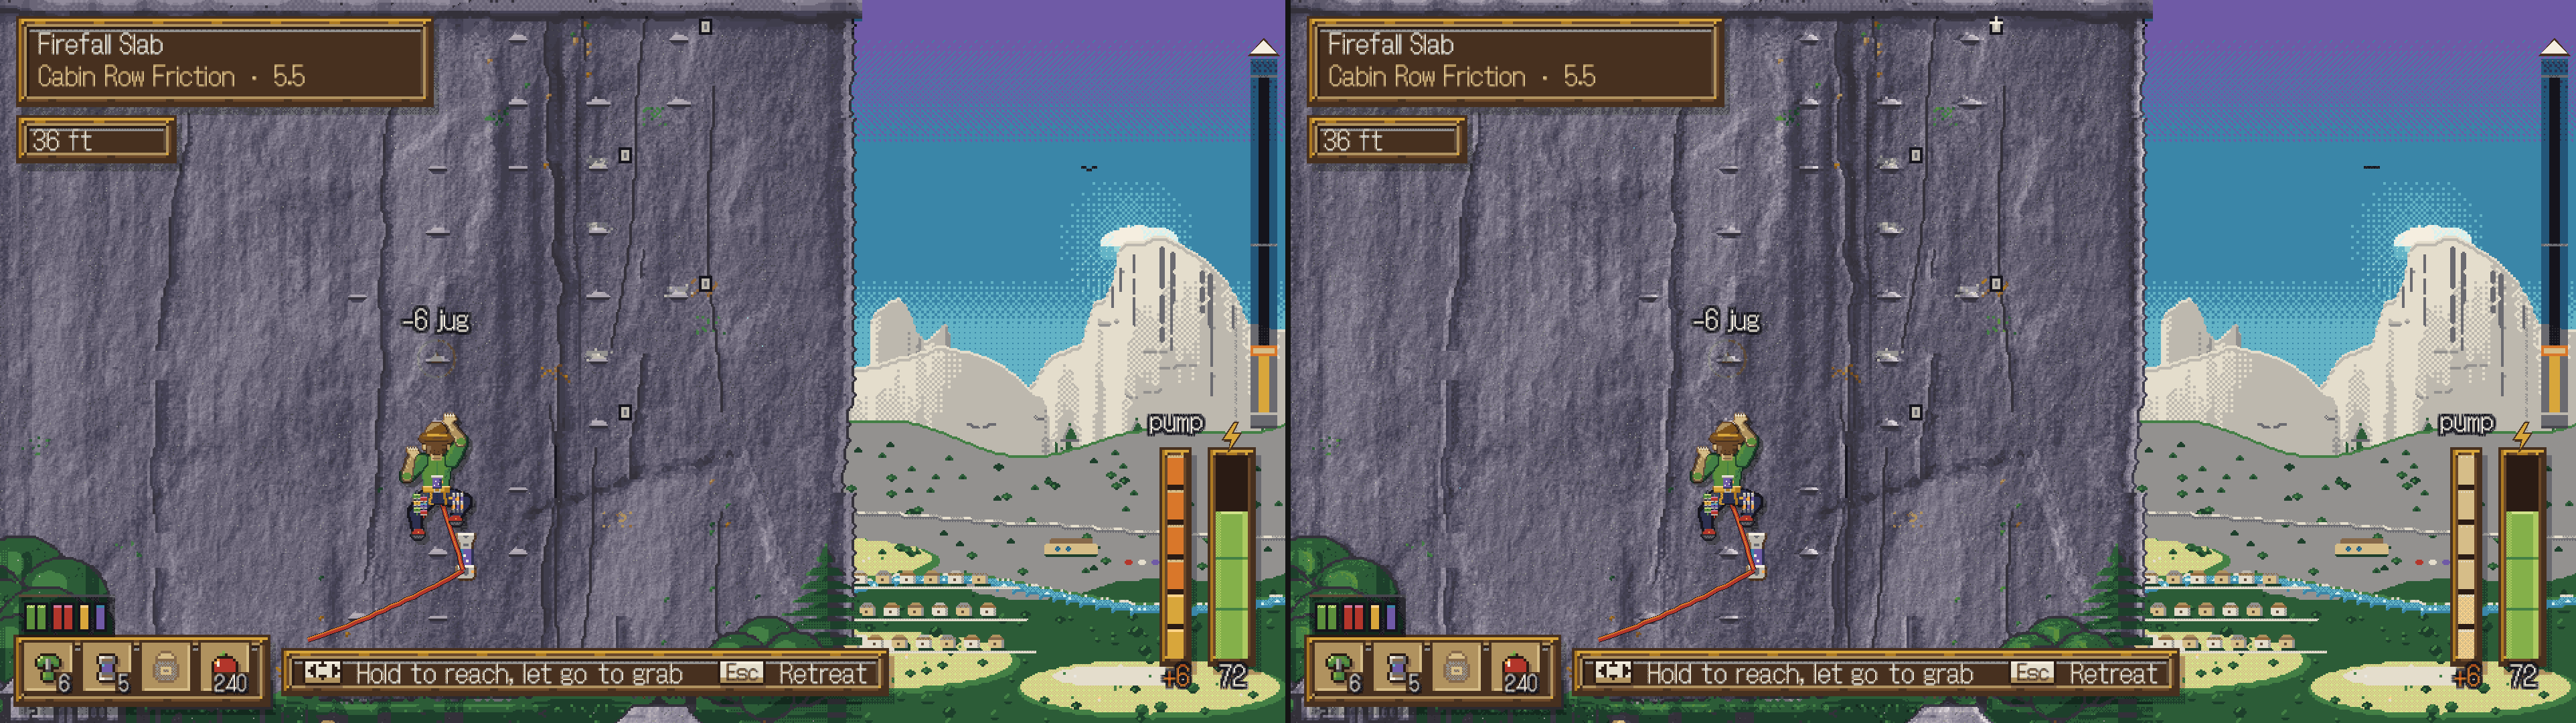 Firefall Slab
Cabin Row Friction · 5.5
36 ft
-6 jug
pump
6
5
240
Hold to reach, let go to grab
Esc Retreat
+6
72
Firefall Slab
Cabin Row Friction · 5.5
36 ft
-6 jug
pump
6
5
240
Hold to reach, let go to grab
Esc Retreat
+6
72